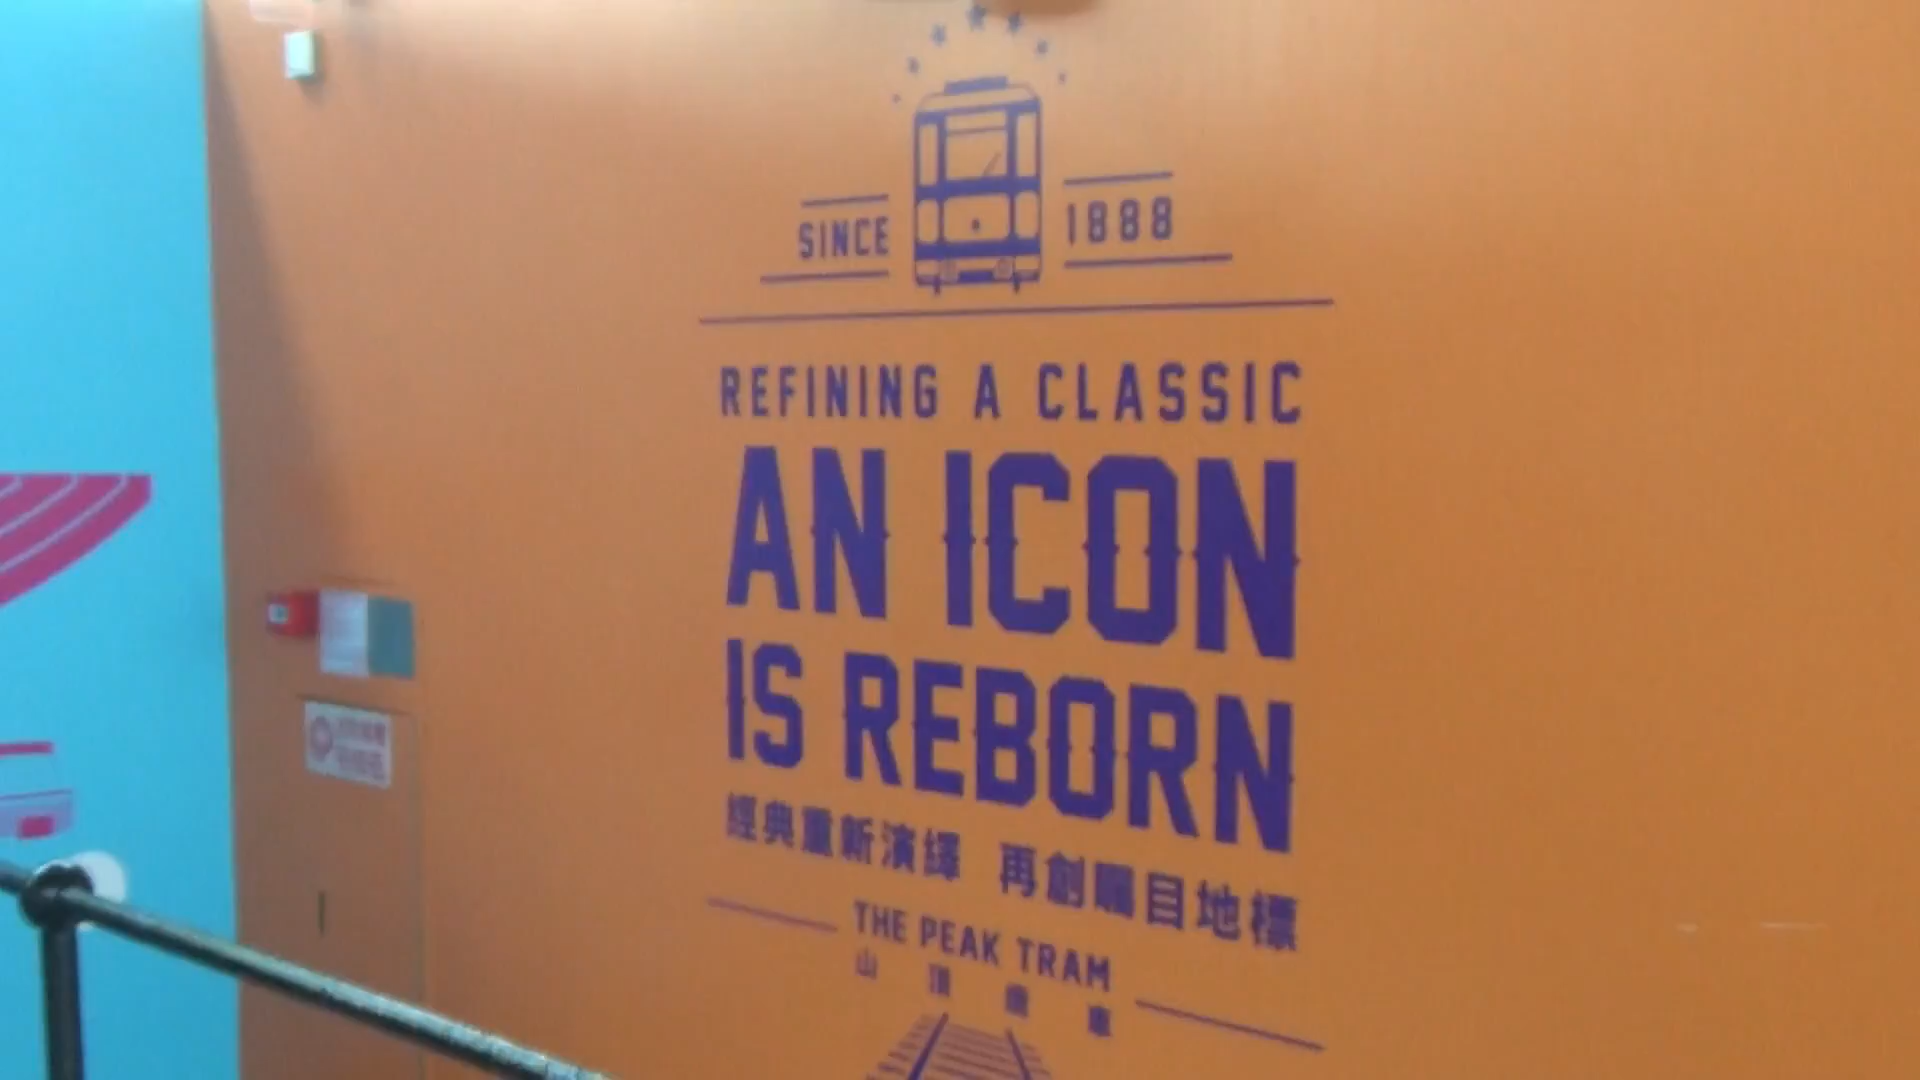 SINCE 1888
REFINING A CLASSIC
AN ICON
IS REBORN
經典重新演繹 再創矚目地標
THE PEAK TRAM
山頂纜車